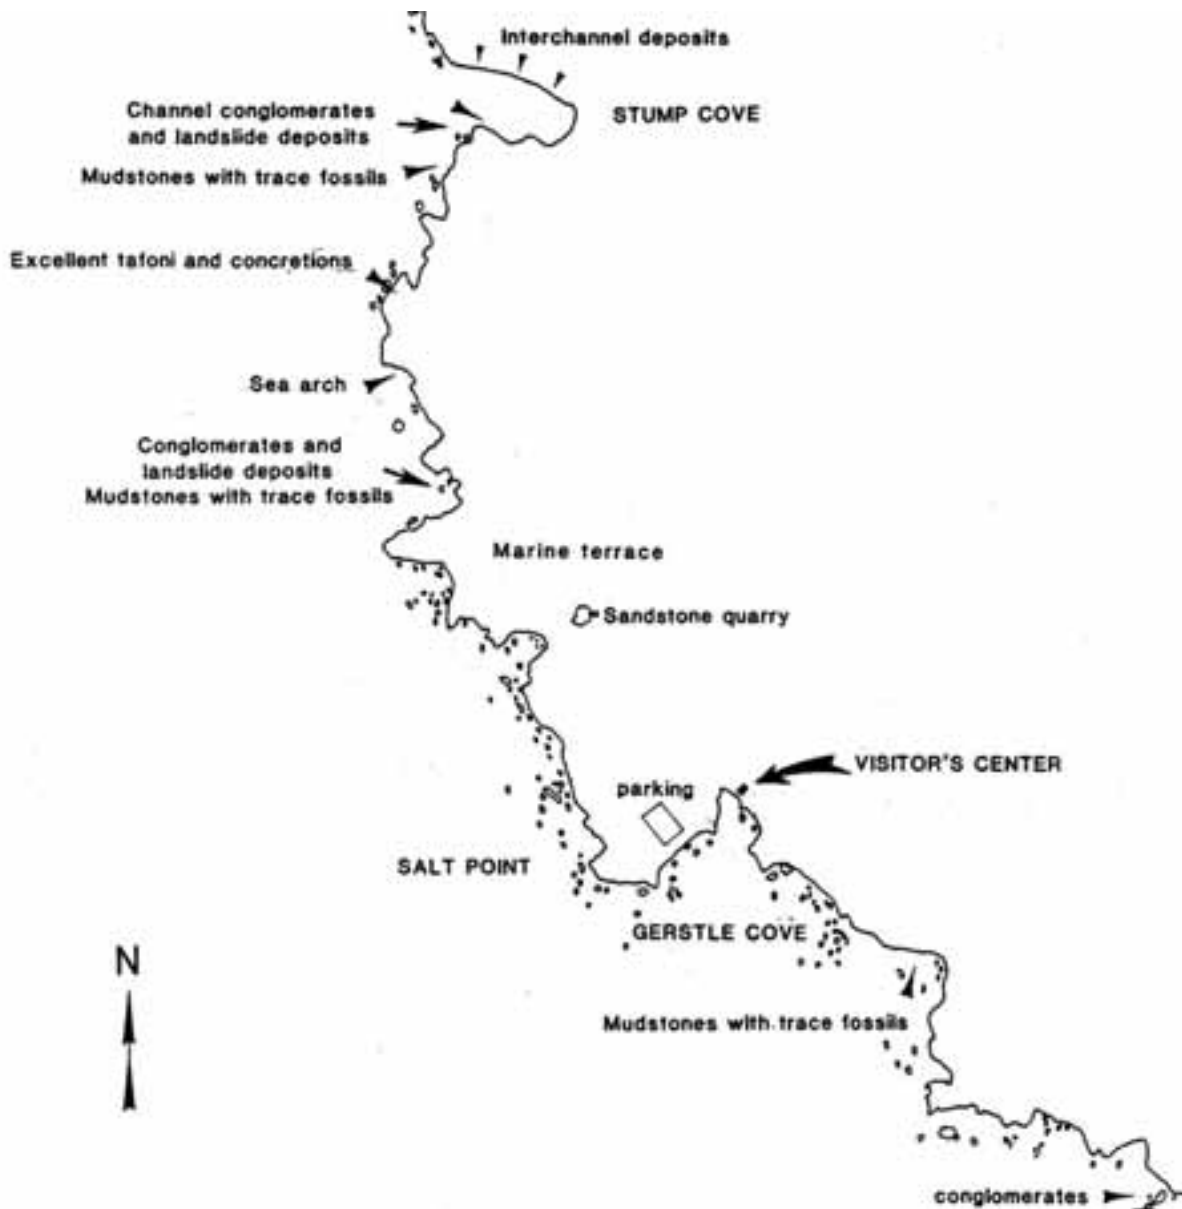 Interchannel deposits
Channel conglomerates
and landslide deposits
STUMP COVE
Mudstones with trace fossils
Excellent tafoni and concretions
Sea arch
Conglomerates and
landslide deposits
Mudstones with trace fossils
Marine terrace
Sandstone quarry
VISITOR'S CENTER
parking
SALT POINT
GERSTLE COVE
N
Mudstones with trace fossils
conglomerates